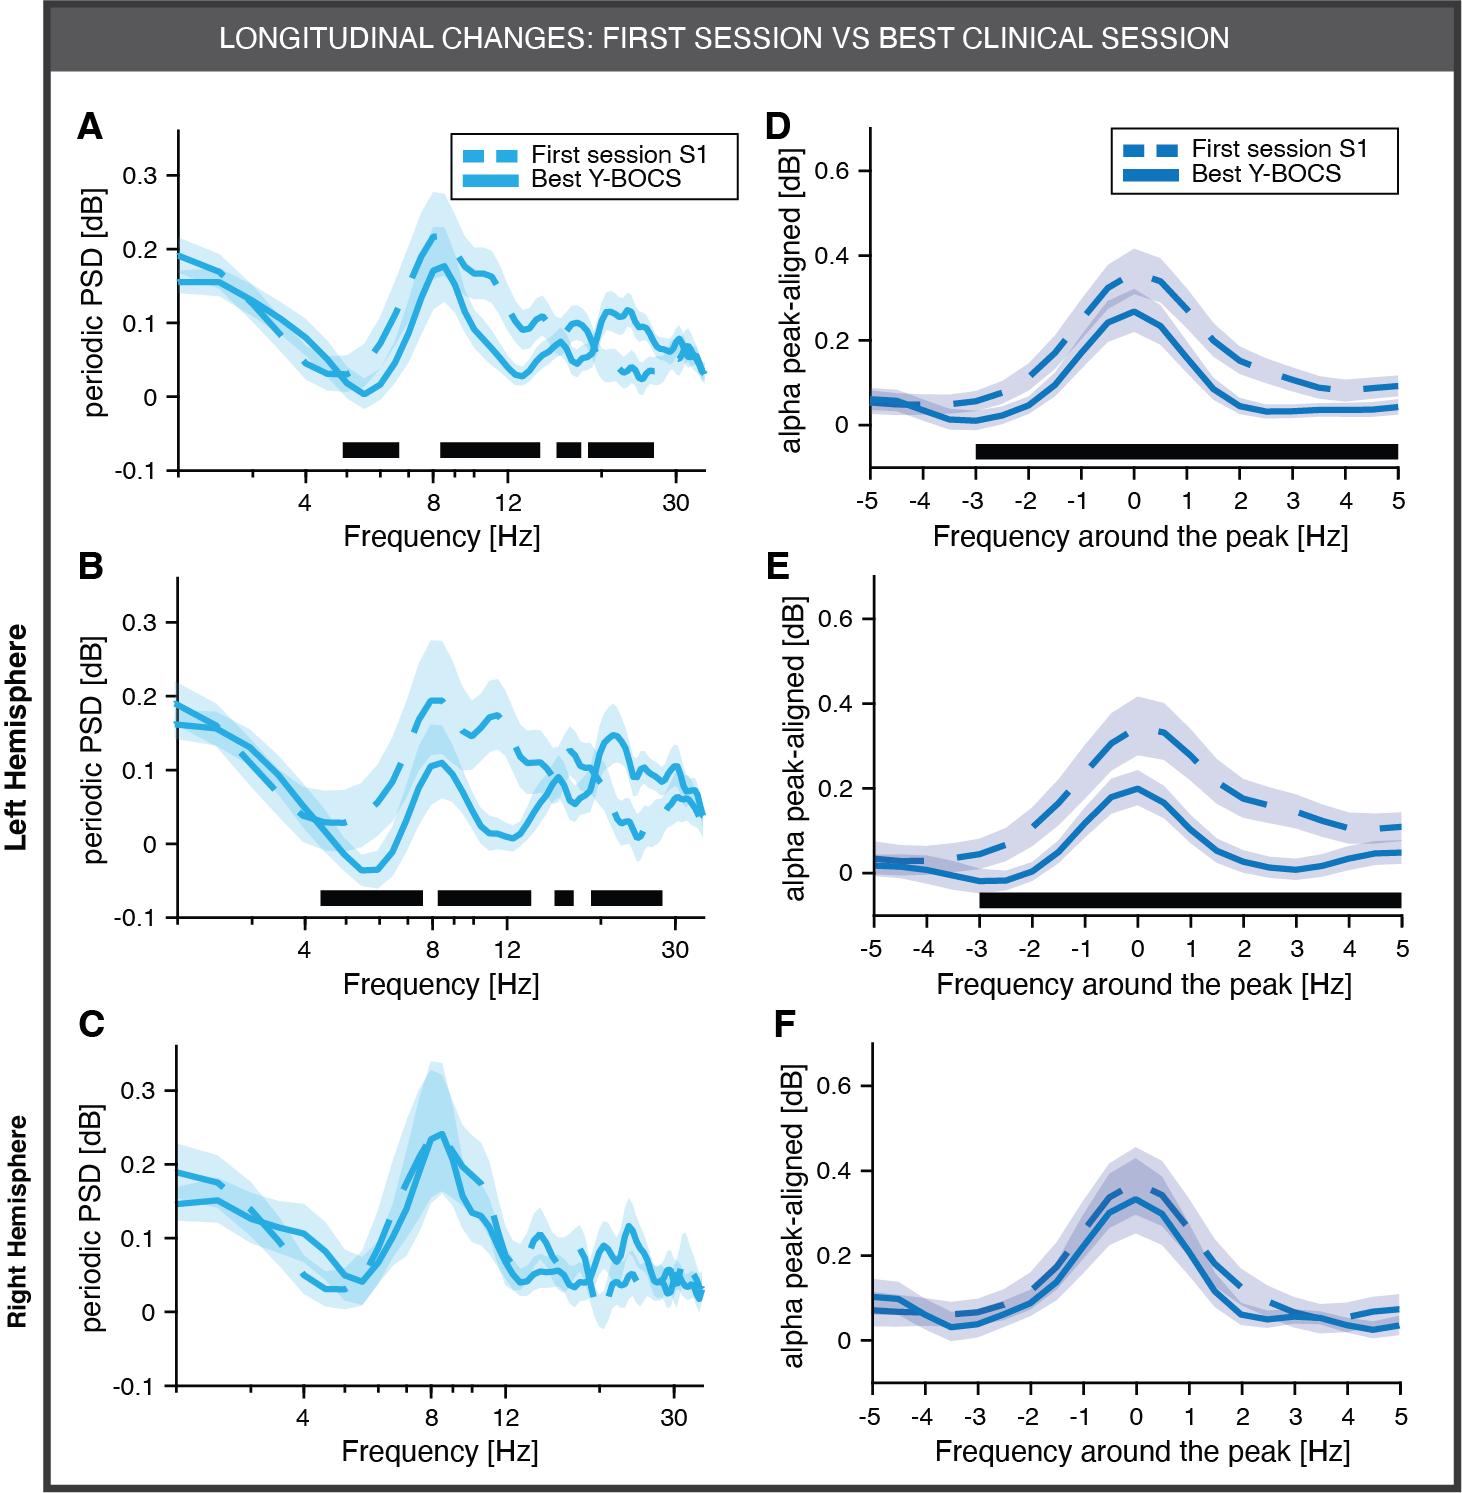 LONGITUDINAL CHANGES: FIRST SESSION VS BEST CLINICAL SESSION
A
First session S1
Best Y-BOCS
periodic PSD [dB]
0.3
0.2
0.1
0
-0.1
4 8 12 30
Frequency [Hz]
D
First session S1
Best Y-BOCS
alpha peak-aligned [dB]
0.6
0.4
0.2
0
-5 -4 -3 -2 -1 0 1 2 3 4 5
Frequency around the peak [Hz]
Left Hemisphere
B
periodic PSD [dB]
0.3
0.2
0.1
0
-0.1
4 8 12 30
Frequency [Hz]
E
alpha peak-aligned [dB]
0.6
0.4
0.2
0
-5 -4 -3 -2 -1 0 1 2 3 4 5
Frequency around the peak [Hz]
Right Hemisphere
C
periodic PSD [dB]
0.3
0.2
0.1
0
-0.1
4 8 12 30
Frequency [Hz]
F
alpha peak-aligned [dB]
0.6
0.4
0.2
0
-5 -4 -3 -2 -1 0 1 2 3 4 5
Frequency around the peak [Hz]